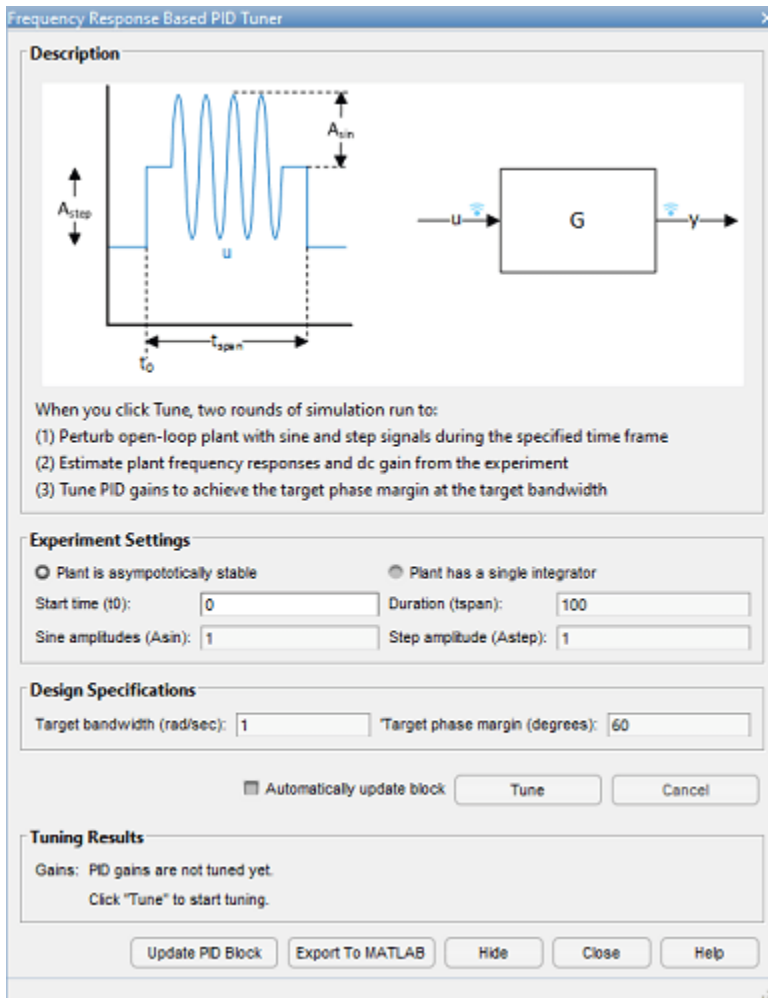 Frequency Response Based PID Tuner
Description
Asin
Astep
u
u
G
y
tspan
t0
When you click Tune, two rounds of simulation run to:
(1) Perturb open-loop plant with sine and step signals during the specified time frame
(2) Estimate plant frequency responses and dc gain from the experiment
(3) Tune PID gains to achieve the target phase margin at the target bandwidth
Experiment Settings
Plant is asympototically stable Plant has a single integrator
Start time (t0): 0 Duration (tspan): 100
Sine amplitudes (Asin): 1 Step amplitude (Astep): 1
Design Specifications
Target bandwidth (rad/sec): 1 'Target phase margin (degrees): 60
Automatically update block Tune Cancel
Tuning Results
Gains: PID gains are not tuned yet.
Click "Tune" to start tuning.
Update PID Block Export To MATLAB Hide Close Help